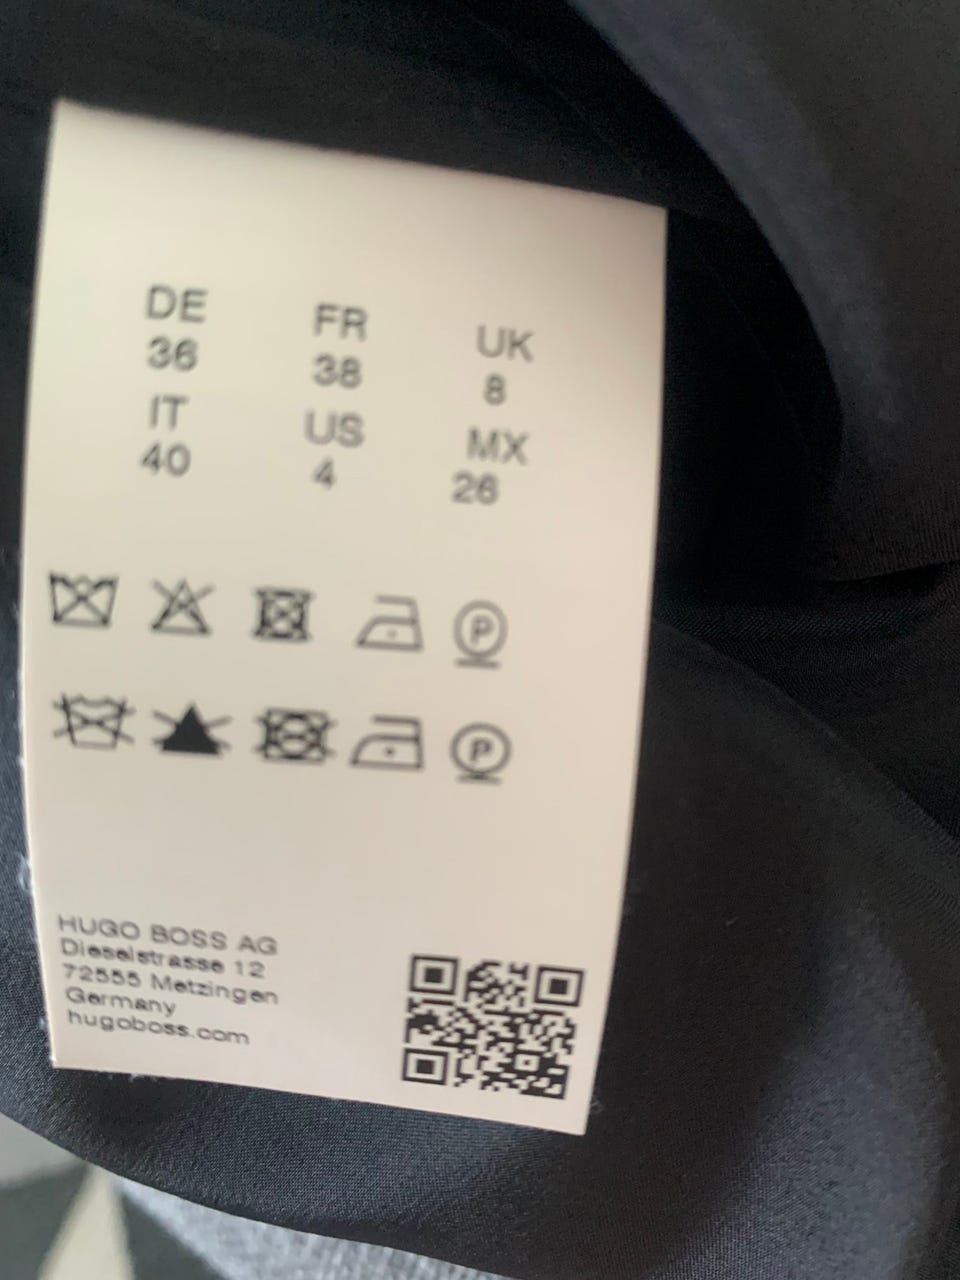 DE FR UK
36 38 8
IT US MX
40 4 26
P
P
HUGO BOSS AG
Dieselstrasse 12
72555 Metzingen
Germany
hugoboss.com